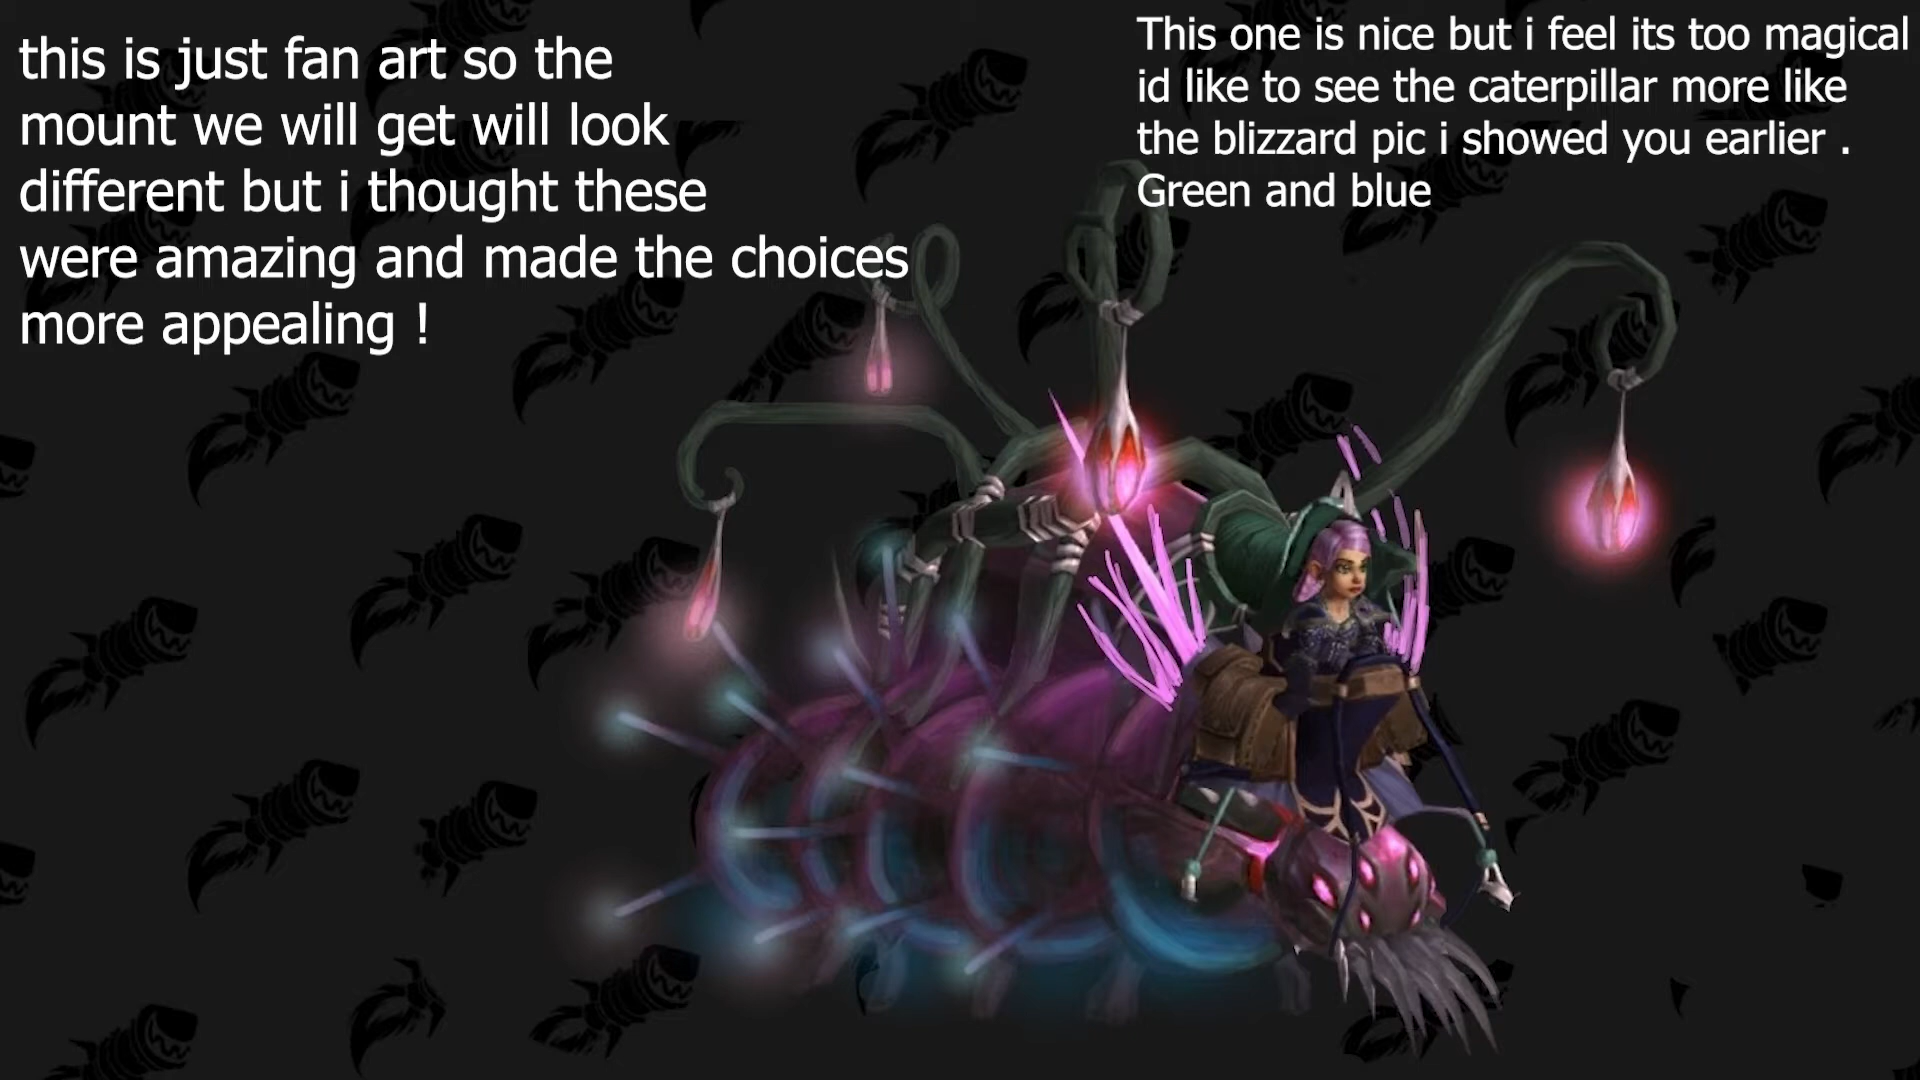 this is just fan art so the
mount we will get will look
different but i thought these
were amazing and made the choices
more appealing !
This one is nice but i feel its too magical
id like to see the caterpillar more like
the blizzard pic i showed you earlier .
Green and blue